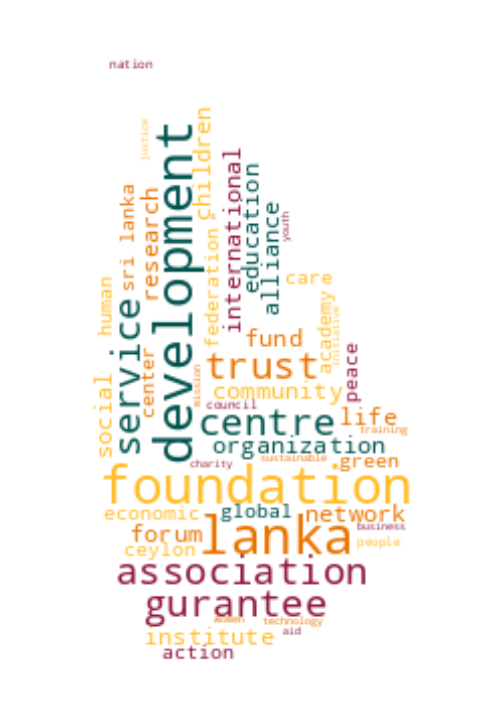 nation
justice
development
children
sri lanka
research
international
education
alliance
youth
federation
human
service
care
academy
initiative
fund
center
trust
peace
mission
community
social
council
centre
life
training
organization
charity
sustainable
green
foundation
economic
global
network
business
forum
lanka
people
ceylon
association
gurantee
women
technology
aid
institute
action